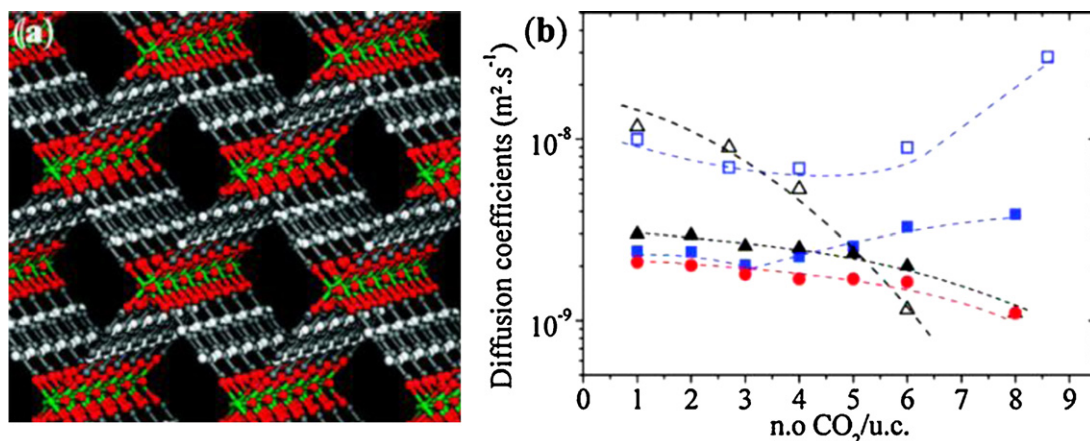 (a)
(b)
Diffusion coefficients (m².s⁻¹)
10⁻⁸
10⁻⁹
0 1 2 3 4 5 6 7 8 9
n.o CO₂/u.c.